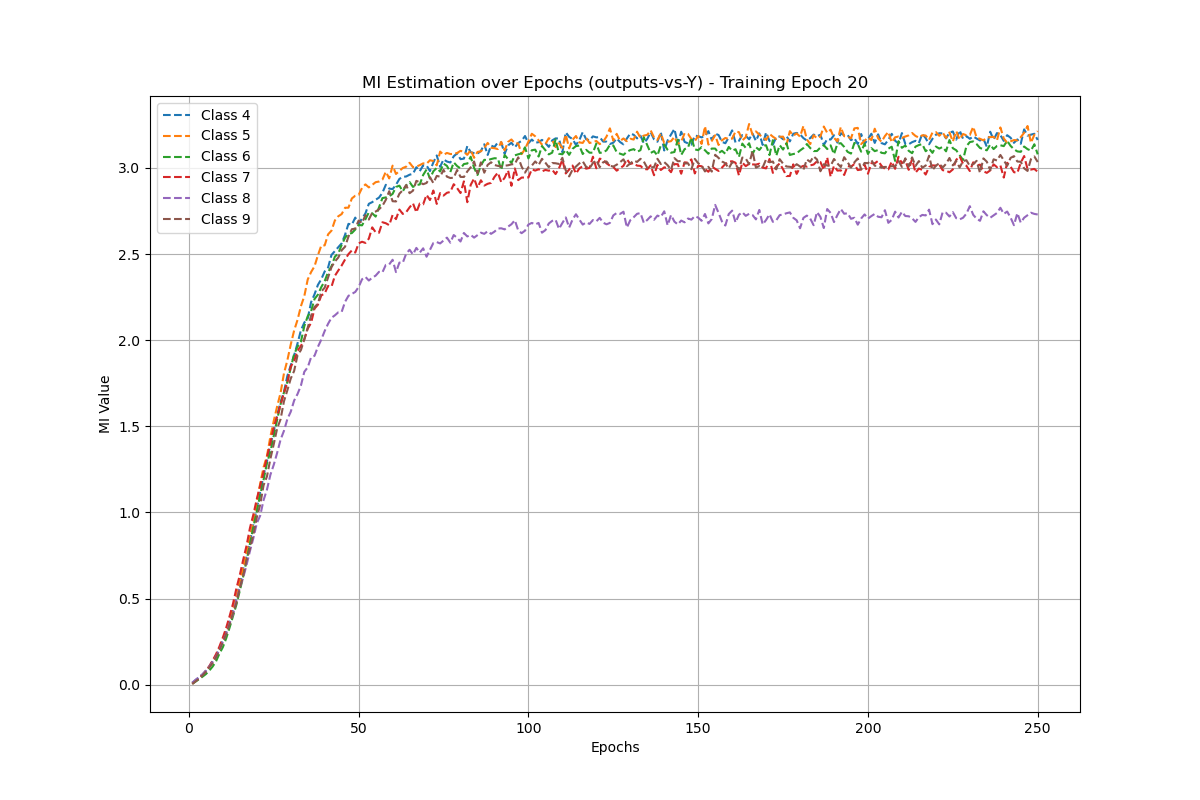 MI Estimation over Epochs (outputs-vs-Y) - Training Epoch 20
Class 4
Class 5
Class 6
Class 7
Class 8
Class 9
MI Value
3.0
2.5
2.0
1.5
1.0
0.5
0.0
0 50 100 150 200 250
Epochs